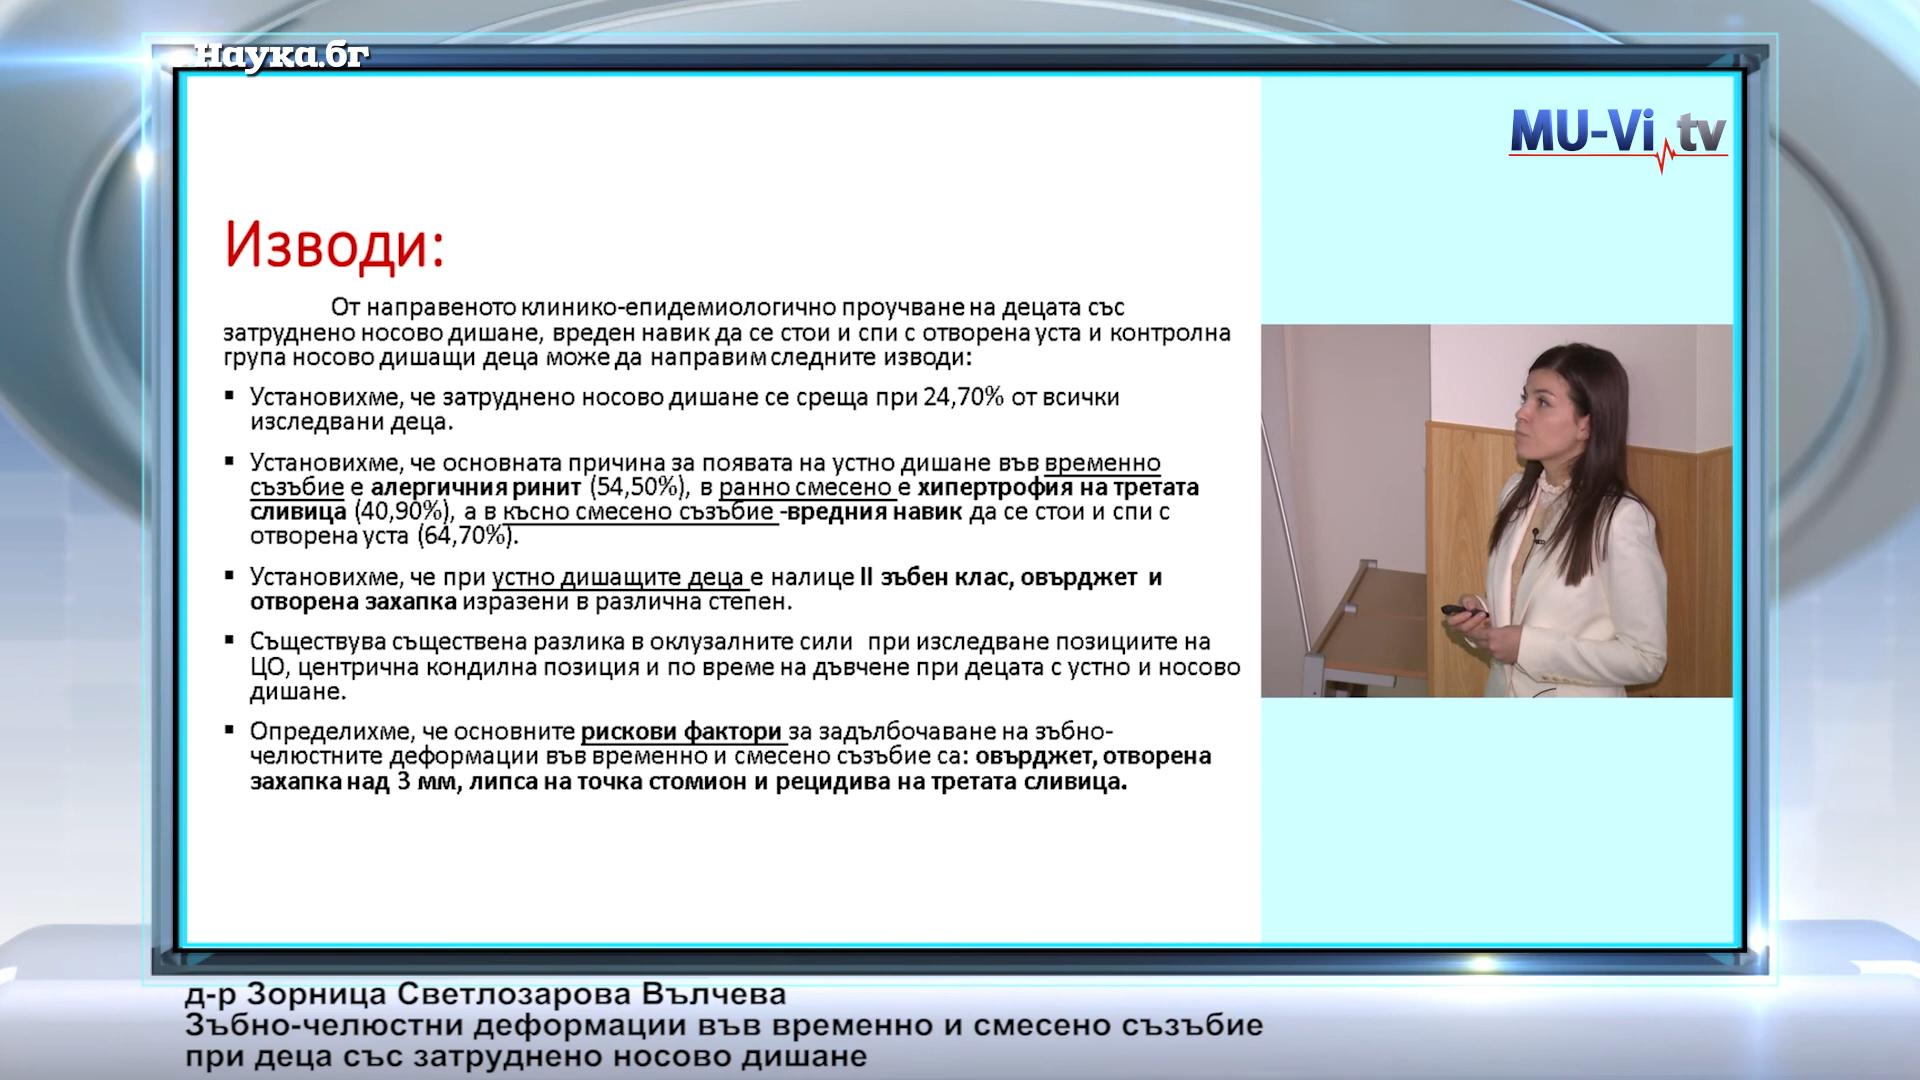 Наука.бг
MU-Vi tv
Изводи:
От направеното клинико-епидемиологично проучване на децата със
затруднено носово дишане, вреден навик да се стои и спи с отворена уста и контролна
група носово дишащи деца може да направим следните изводи:
▪ Установихме, че затруднено носово дишане се среща при 24,70% от всички
изследвани деца.
▪ Установихме, че основната причина за появата на устно дишане във временно
съзъбие е алергичния ринит (54,50%), в ранно смесено е хипертрофия на третата
сливица (40,90%), а в късно смесено съзъбие -вредния навик да се стои и спи с
отворена уста (64,70%).
▪ Установихме, че при устно дишащите деца е налице II зъбен клас, овърджет и
отворена захапка изразени в различна степен.
▪ Съществува съществена разлика в оклузалните сили при изследване позициите на
ЦО, центрична кондилна позиция и по време на дъвчене при децата с устно и носово
дишане.
▪ Определихме, че основните рискови фактори за задълбочаване на зъбно-
челюстните деформации във временно и смесено съзъбие са: овърджет, отворена
захапка над 3 мм, липса на точка стомион и рецидива на третата сливица.
д-р Зорница Светлозарова Вълчева
Зъбно-челюстни деформации във временно и смесено съзъбие
при деца със затруднено носово дишане